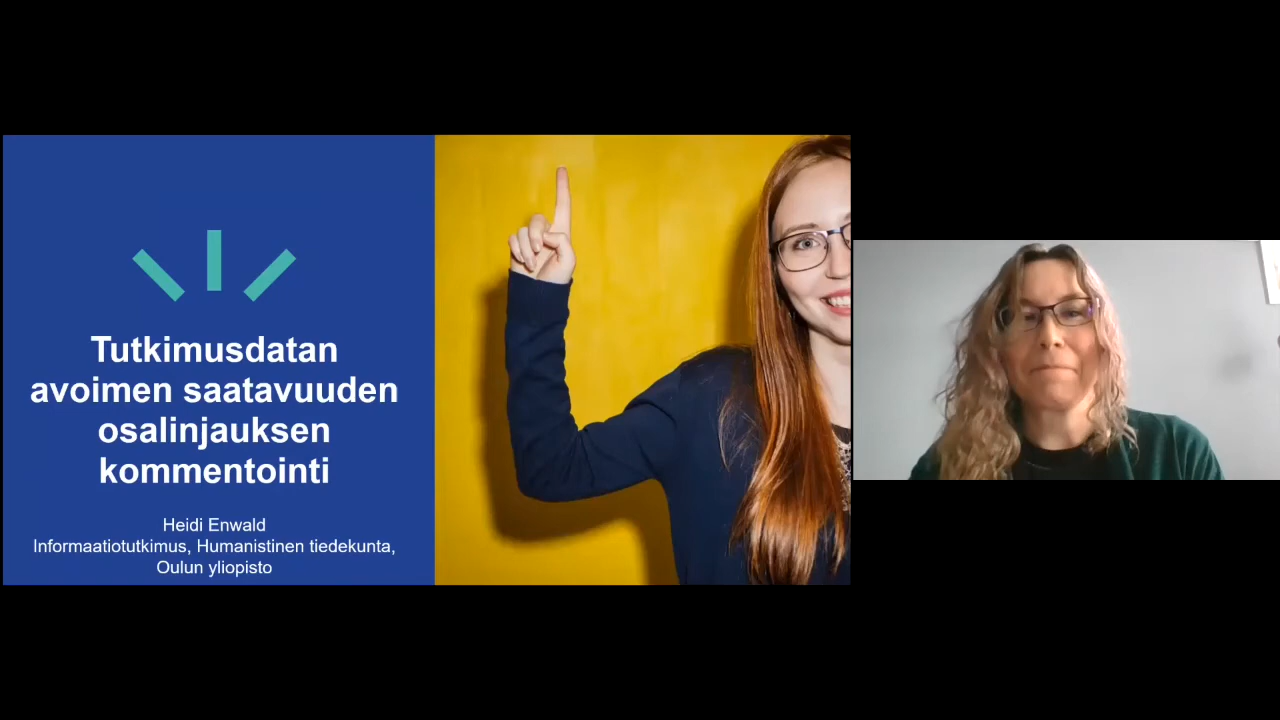 Tutkimusdatan
avoimen saatavuuden
osalinjauksen
kommentointi
Heidi Enwald
Informaatiotutkimus, Humanistinen tiedekunta,
Oulun yliopisto